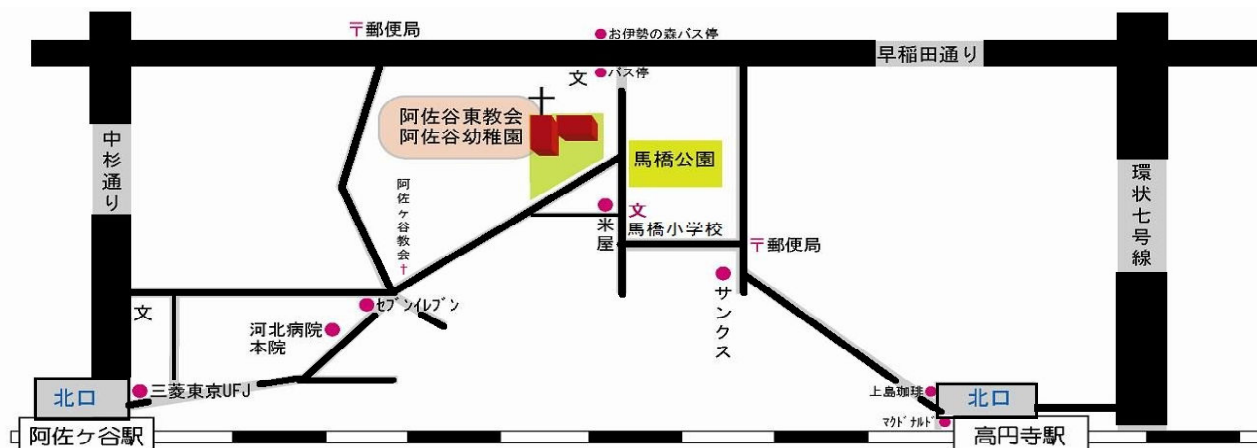 〒郵便局
お伊勢の森バス停
早稲田通り
文
バス停
阿佐谷東教会
阿佐谷幼稚園
中杉通り
馬橋公園
環状七号線
阿佐ヶ谷教会
米屋
文
馬橋小学校
〒郵便局
サンクス
文
セブンイレブン
河北病院
本院
三菱東京UFJ
北口
阿佐ケ谷駅
上島珈琲
北口
マクドナルド
高円寺駅